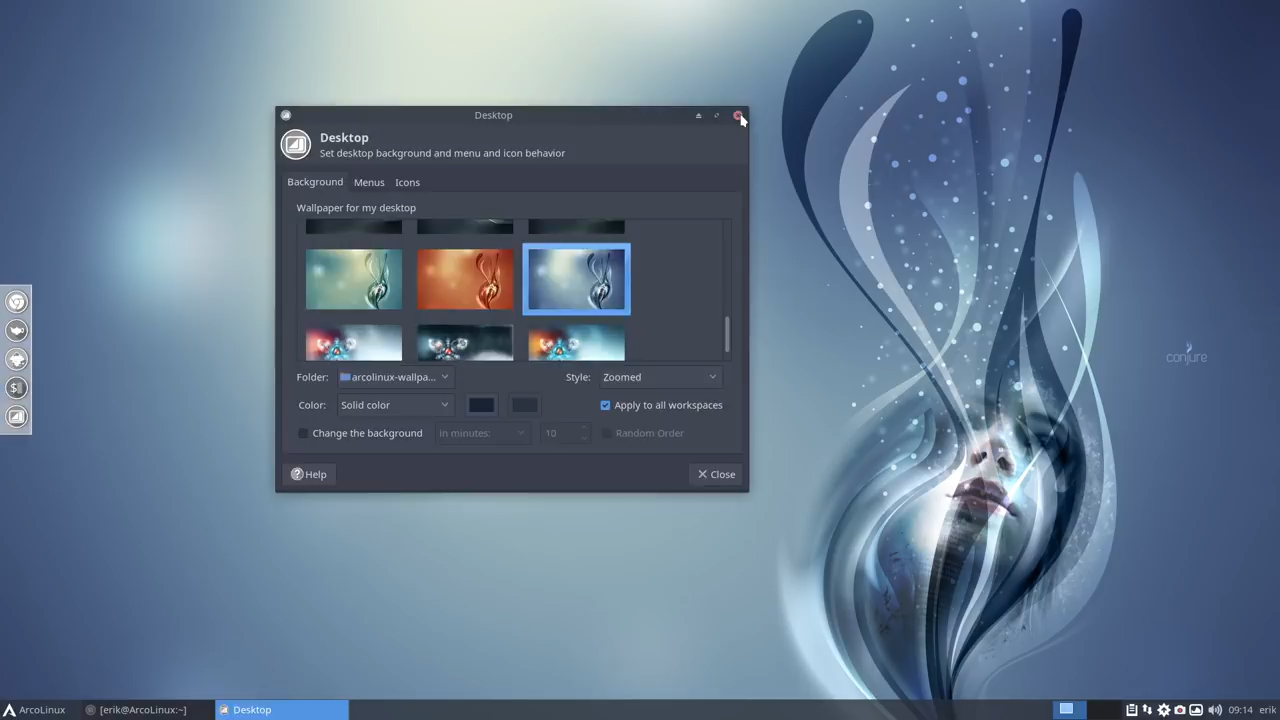 Desktop
Desktop
Set desktop background and menu and icon behavior
Background Menus Icons
Wallpaper for my desktop
Folder: arcolinux-wallpa... Style: Zoomed
Color: Solid color Apply to all workspaces
Change the background in minutes: 10 Random Order
Help Close
conjure
ArcoLinux [erik@ArcoLinux:~] Desktop 09:14 erik